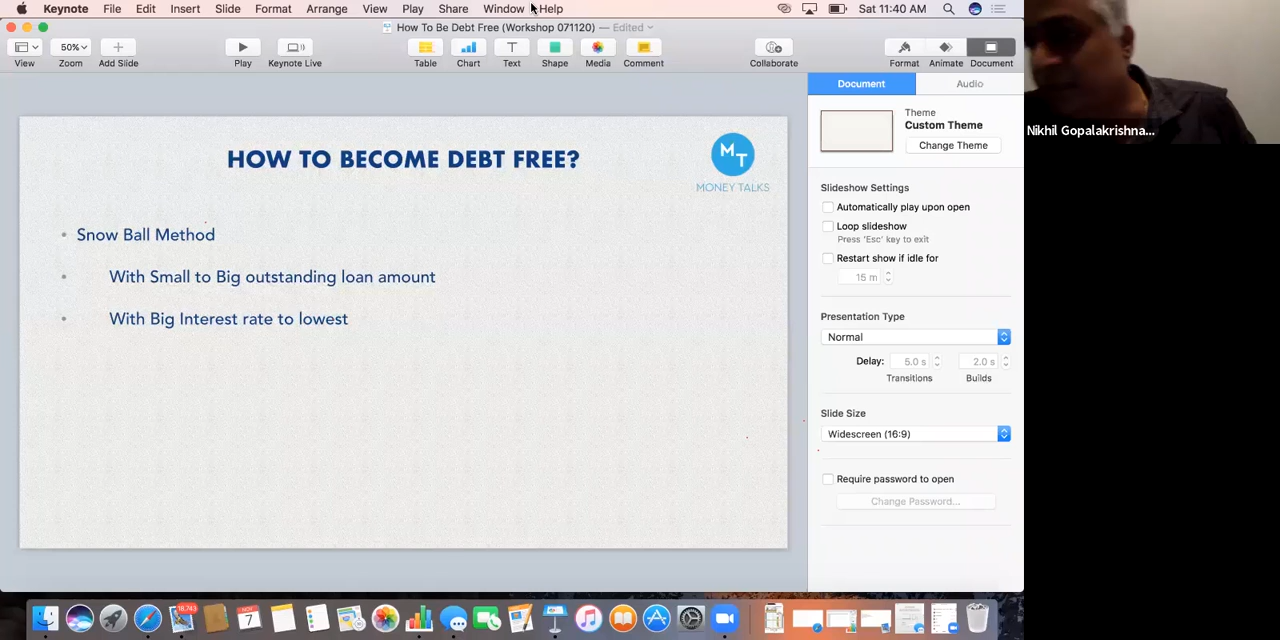 Keynote File Edit Insert Slide Format Arrange View Play Share Window Help Sat 11:40 AM
How To Be Debt Free (Workshop 071120) — Edited
50%
View Zoom Add Slide Play Keynote Live Table Chart Text Shape Media Comment Collaborate Format Animate Document
Document Audio
Theme
Custom Theme
Change Theme
Slideshow Settings
Automatically play upon open
Loop slideshow
Press 'Esc' key to exit
Restart show if idle for
15 m
Presentation Type
Normal
Delay: 5.0 s 2.0 s
Transitions Builds
Slide Size
Widescreen (16:9)
Require password to open
Change Password...
HOW TO BECOME DEBT FREE?
MT
MONEY TALKS
• Snow Ball Method
• With Small to Big outstanding loan amount
• With Big Interest rate to lowest
Nikhil Gopalakrishna...
18,743
NOV
7